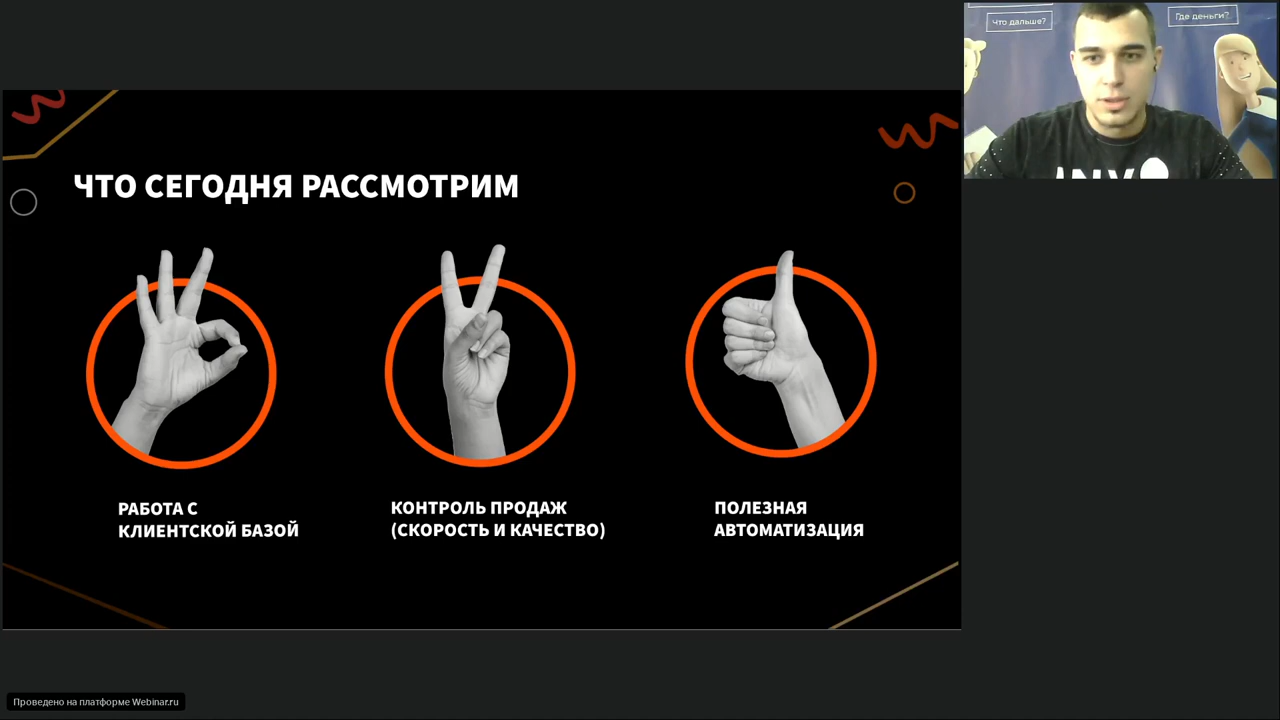 Что дальше?
Где деньги?
ЧТО СЕГОДНЯ РАССМОТРИМ
РАБОТА С
КЛИЕНТСКОЙ БАЗОЙ
КОНТРОЛЬ ПРОДАЖ
(СКОРОСТЬ И КАЧЕСТВО)
ПОЛЕЗНАЯ
АВТОМАТИЗАЦИЯ
Проведено на платформе Webinar.ru